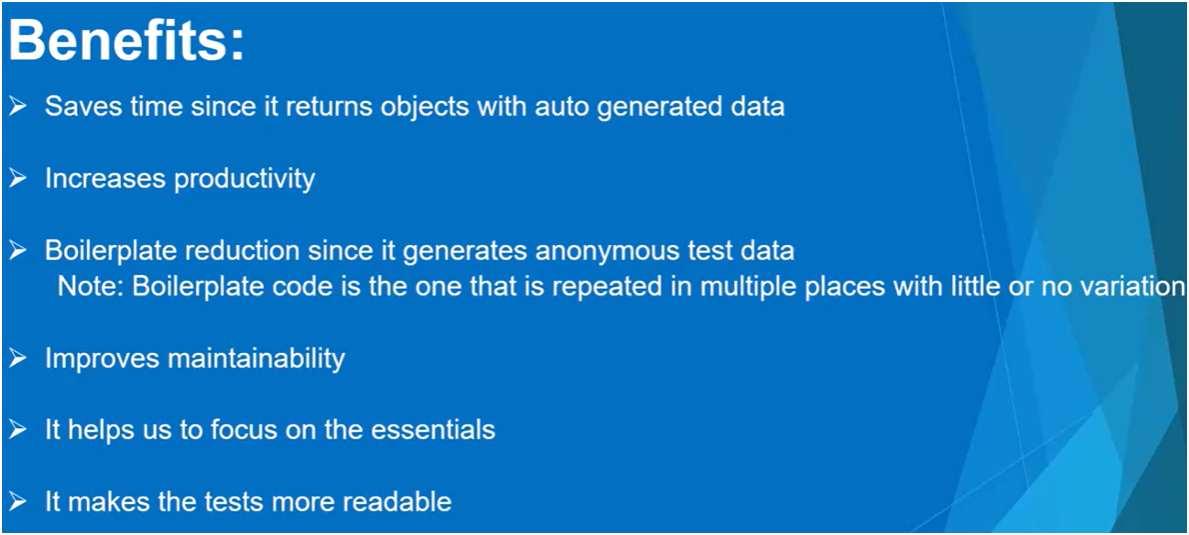 Benefits:
➢ Saves time since it returns objects with auto generated data
➢ Increases productivity
➢ Boilerplate reduction since it generates anonymous test data
Note: Boilerplate code is the one that is repeated in multiple places with little or no variation
➢ Improves maintainability
➢ It helps us to focus on the essentials
➢ It makes the tests more readable